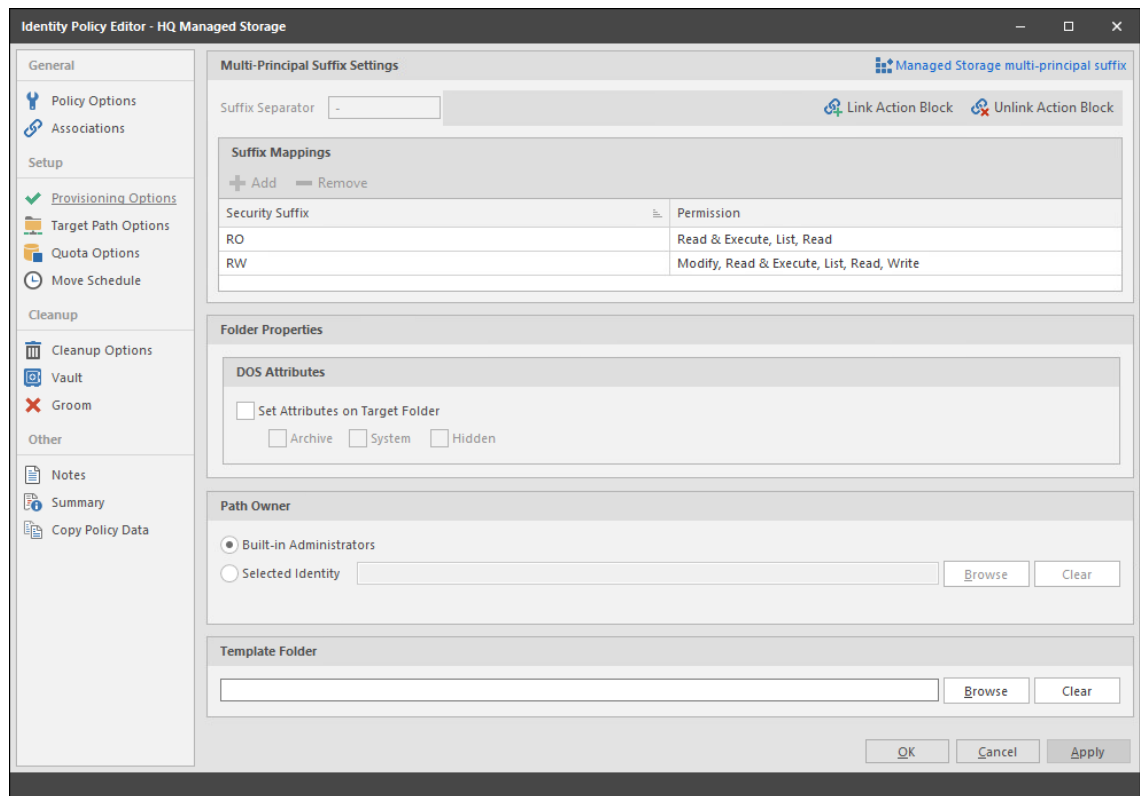 Identity Policy Editor - HQ Managed Storage
General
Policy Options
Associations
Setup
Provisioning Options
Target Path Options
Quota Options
Move Schedule
Cleanup
Cleanup Options
Vault
Groom
Other
Notes
Summary
Copy Policy Data
Multi-Principal Suffix Settings Managed Storage multi-principal suffix
Suffix Separator - Link Action Block Unlink Action Block
Suffix Mappings
Add Remove
Security Suffix Permission
RO Read & Execute, List, Read
RW Modify, Read & Execute, List, Read, Write
Folder Properties
DOS Attributes
Set Attributes on Target Folder
Archive System Hidden
Path Owner
Built-in Administrators
Selected Identity Browse Clear
Template Folder
Browse Clear
OK Cancel Apply